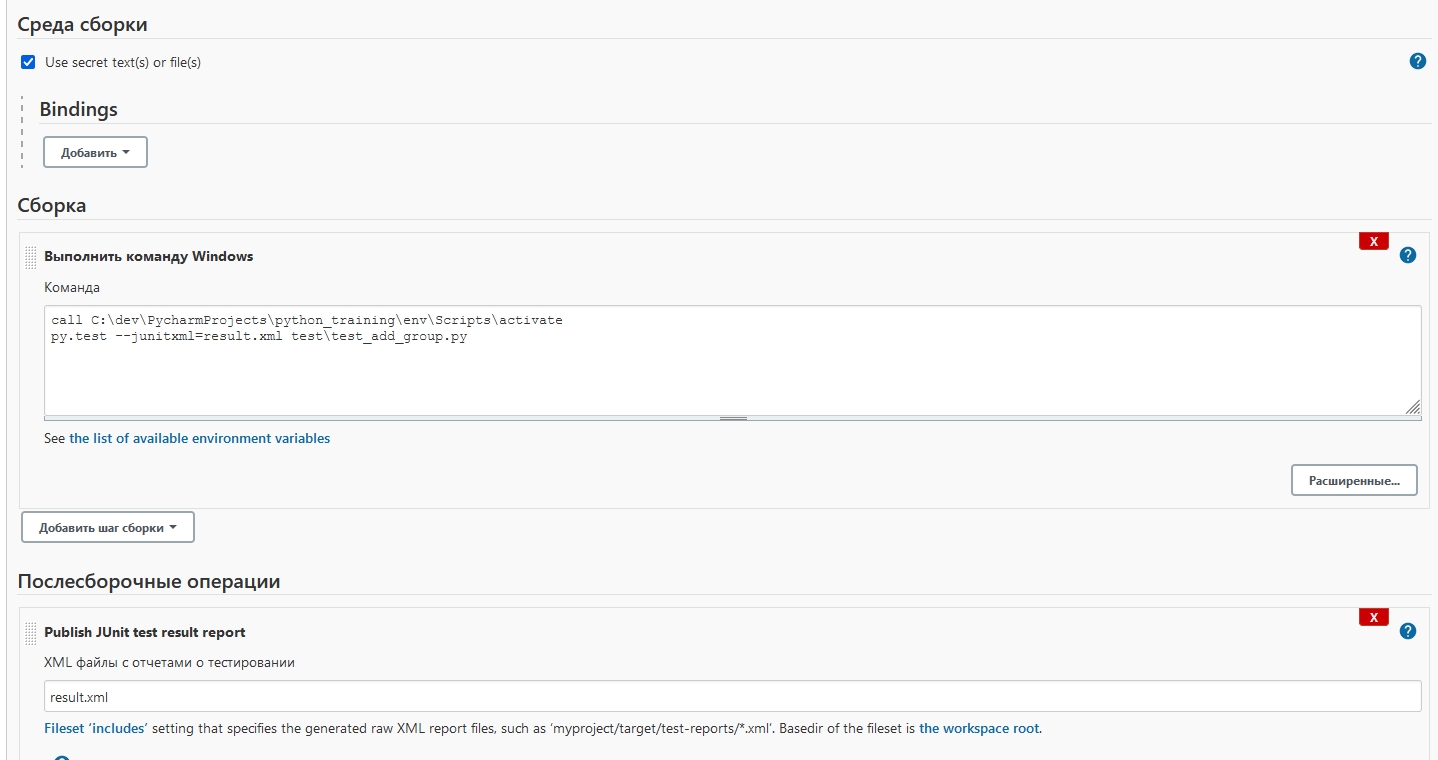 Среда сборки
Use secret text(s) or file(s)
?
Bindings
Добавить
Сборка
X
Выполнить команду Windows
?
Команда
call C:\dev\PycharmProjects\python_training\env\Scripts\activate
py.test --junitxml=result.xml test\test_add_group.py
See the list of available environment variables
Расширенные...
Добавить шаг сборки
Послесборочные операции
X
Publish JUnit test result report
?
XML файлы с отчетами о тестировании
result.xml
Fileset ‘includes’ setting that specifies the generated raw XML report files, such as ‘myproject/target/test-reports/*.xml’. Basedir of the fileset is the workspace root.